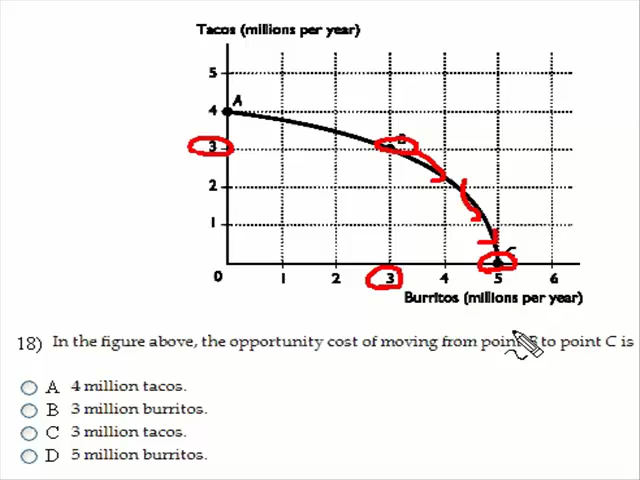 Tacos (millions per year)
5
A
4
B
3
2
1
C
0 1 2 3 4 5 6
Burritos (millions per year)
18) In the figure above, the opportunity cost of moving from point to point C is
A 4 million tacos.
B 3 million burritos.
C 3 million tacos.
D 5 million burritos.